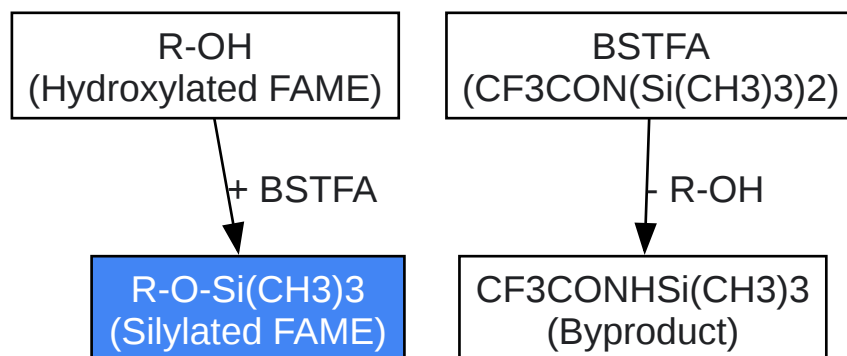 R-OH
(Hydroxylated FAME)
BSTFA
(CF3CON(Si(CH3)3)2)
+ BSTFA
- R-OH
R-O-Si(CH3)3
(Silylated FAME)
CF3CONHSi(CH3)3
(Byproduct)